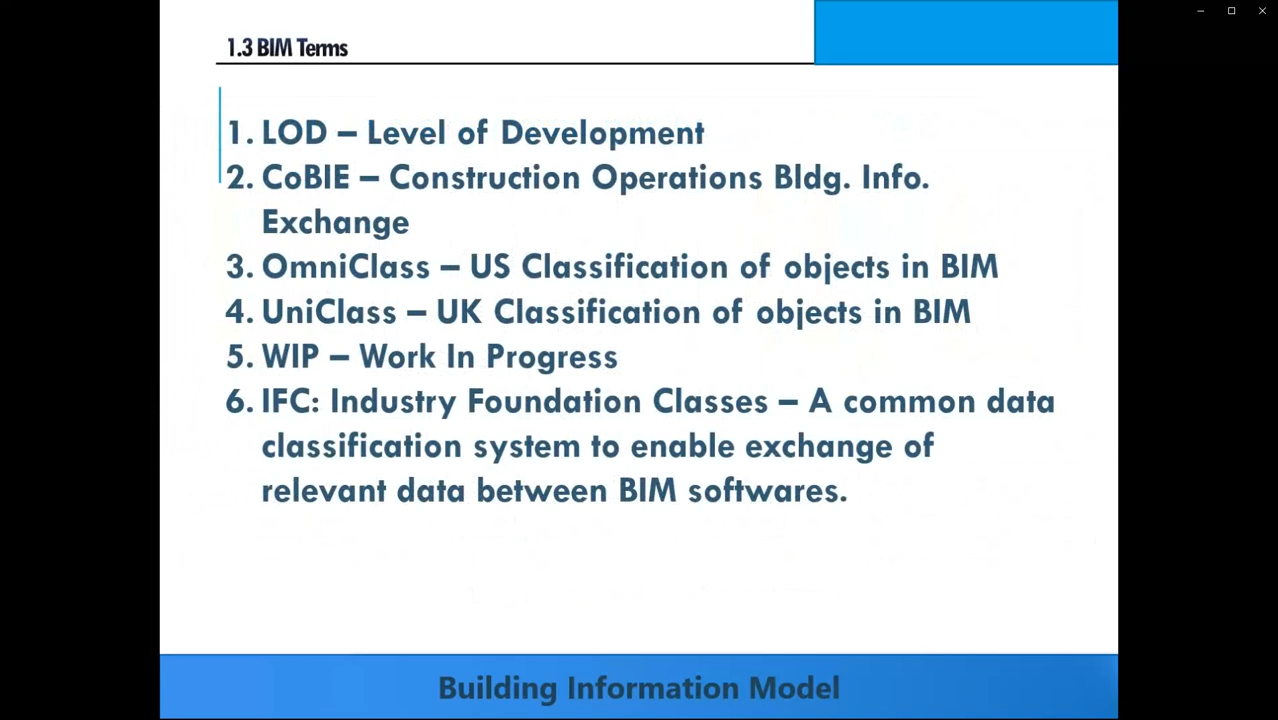 1.3 BIM Terms
1. LOD – Level of Development
2. CoBIE – Construction Operations Bldg. Info.
Exchange
3. OmniClass – US Classification of objects in BIM
4. UniClass – UK Classification of objects in BIM
5. WIP – Work In Progress
6. IFC: Industry Foundation Classes – A common data
classification system to enable exchange of
relevant data between BIM softwares.
Building Information Model